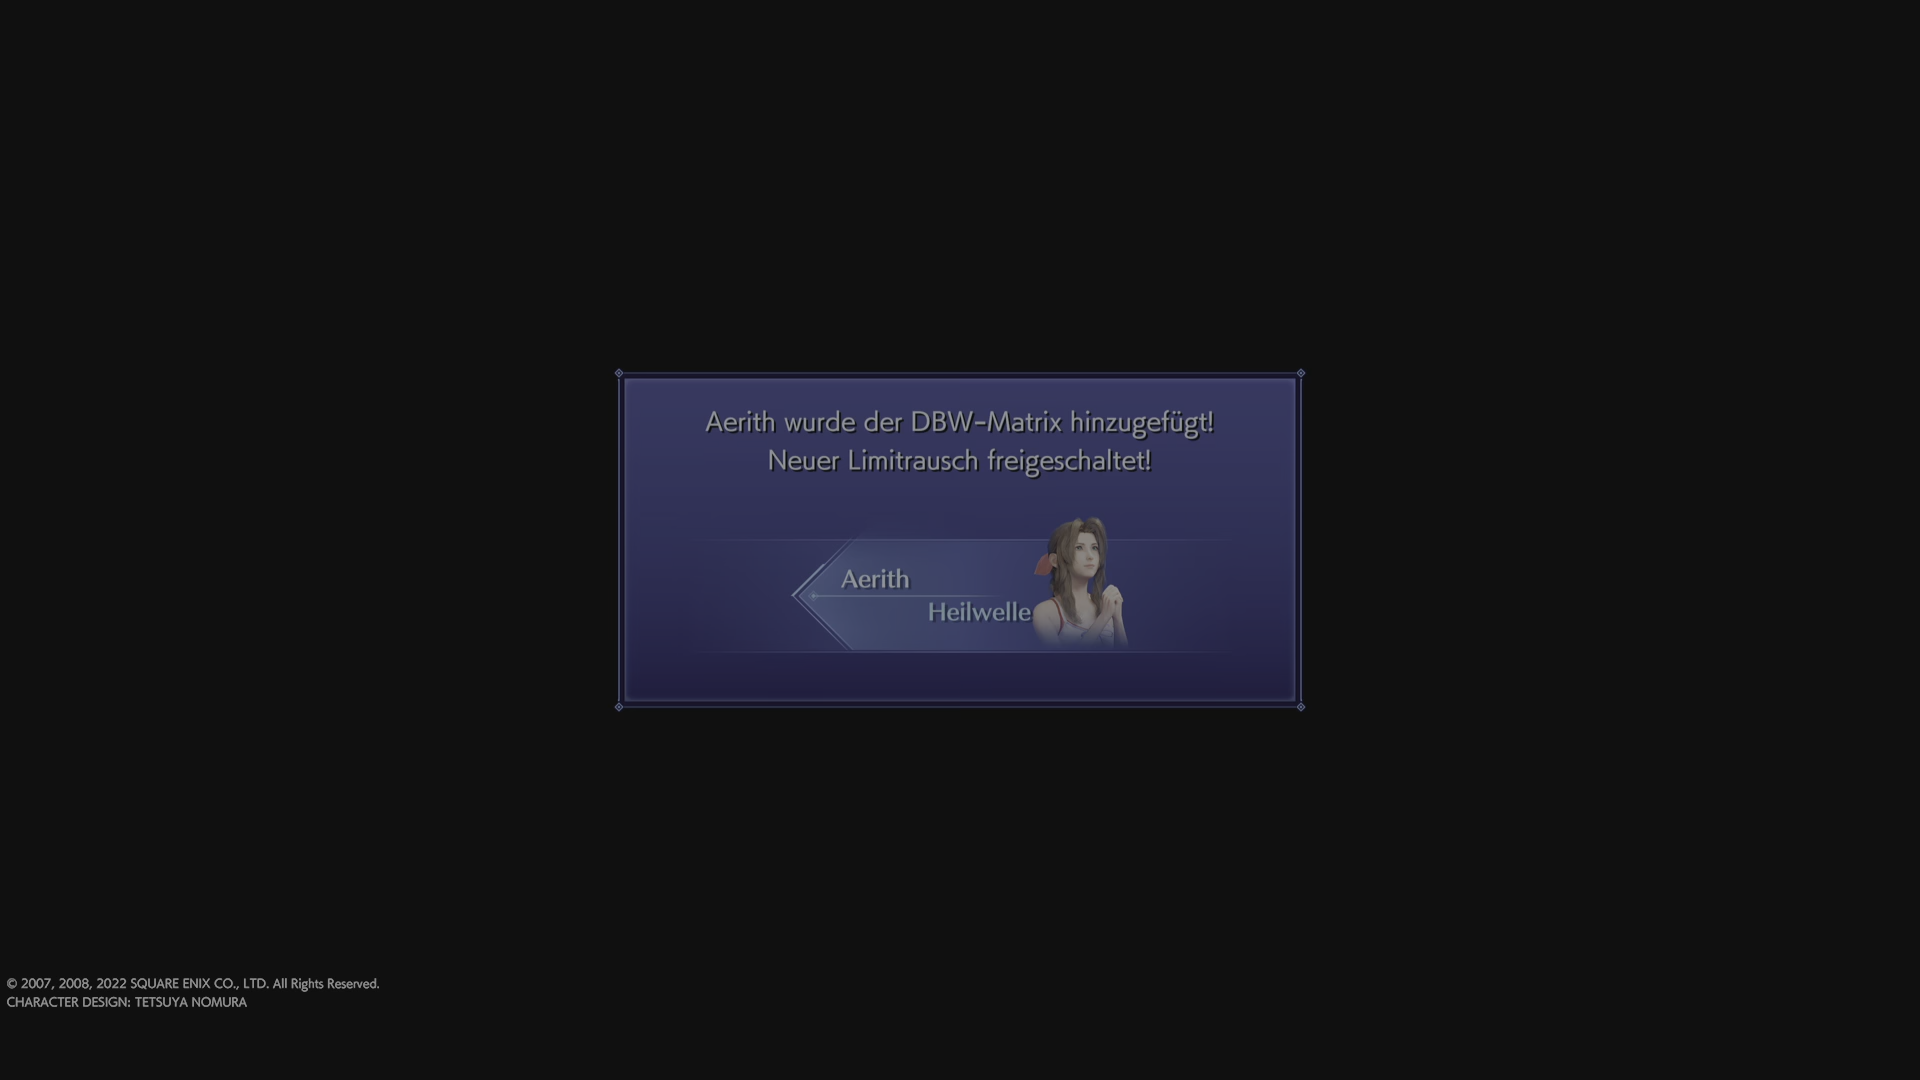 Aerith wurde der DBW-Matrix hinzugefügt!
Neuer Limitrausch freigeschaltet!
Aerith
Heilwelle
© 2007, 2008, 2022 SQUARE ENIX CO., LTD. All Rights Reserved.
CHARACTER DESIGN: TETSUYA NOMURA